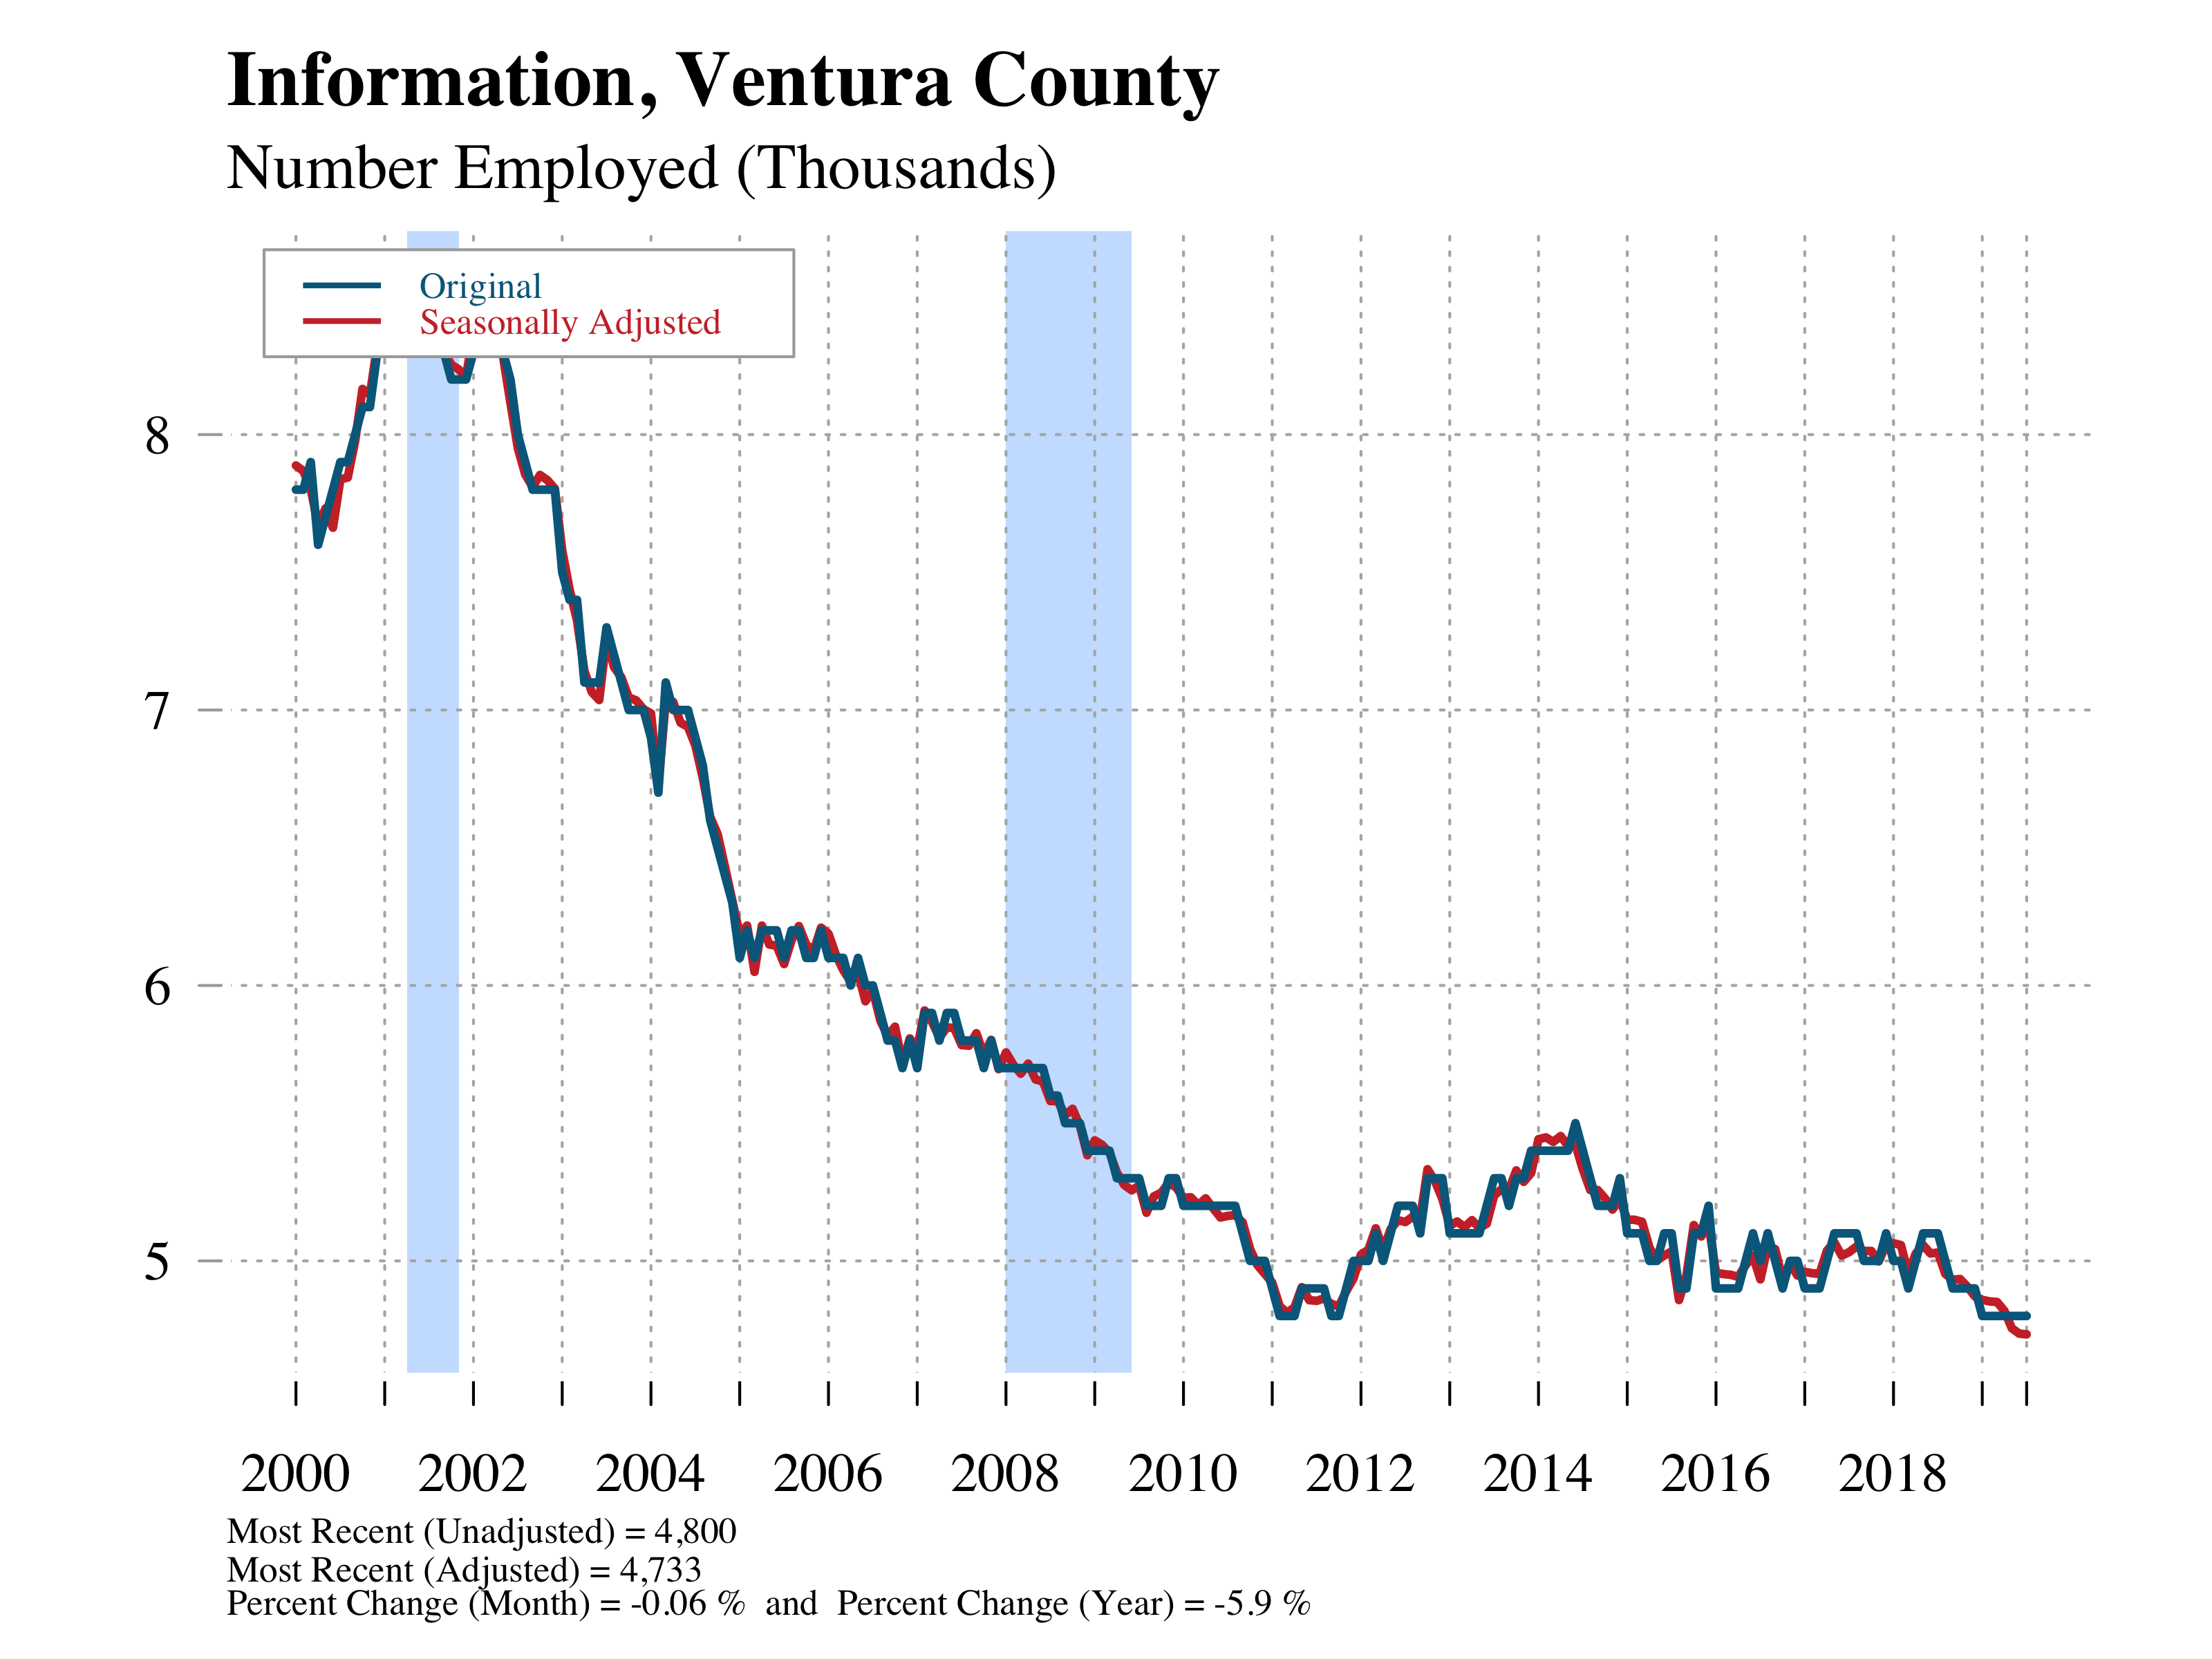 Information, Ventura County
Number Employed (Thousands)
Original
Seasonally Adjusted
8
7
6
5
2000 2002 2004 2006 2008 2010 2012 2014 2016 2018
Most Recent (Unadjusted) = 4,800
Most Recent (Adjusted) = 4,733
Percent Change (Month) = -0.06 % and Percent Change (Year) = -5.9 %